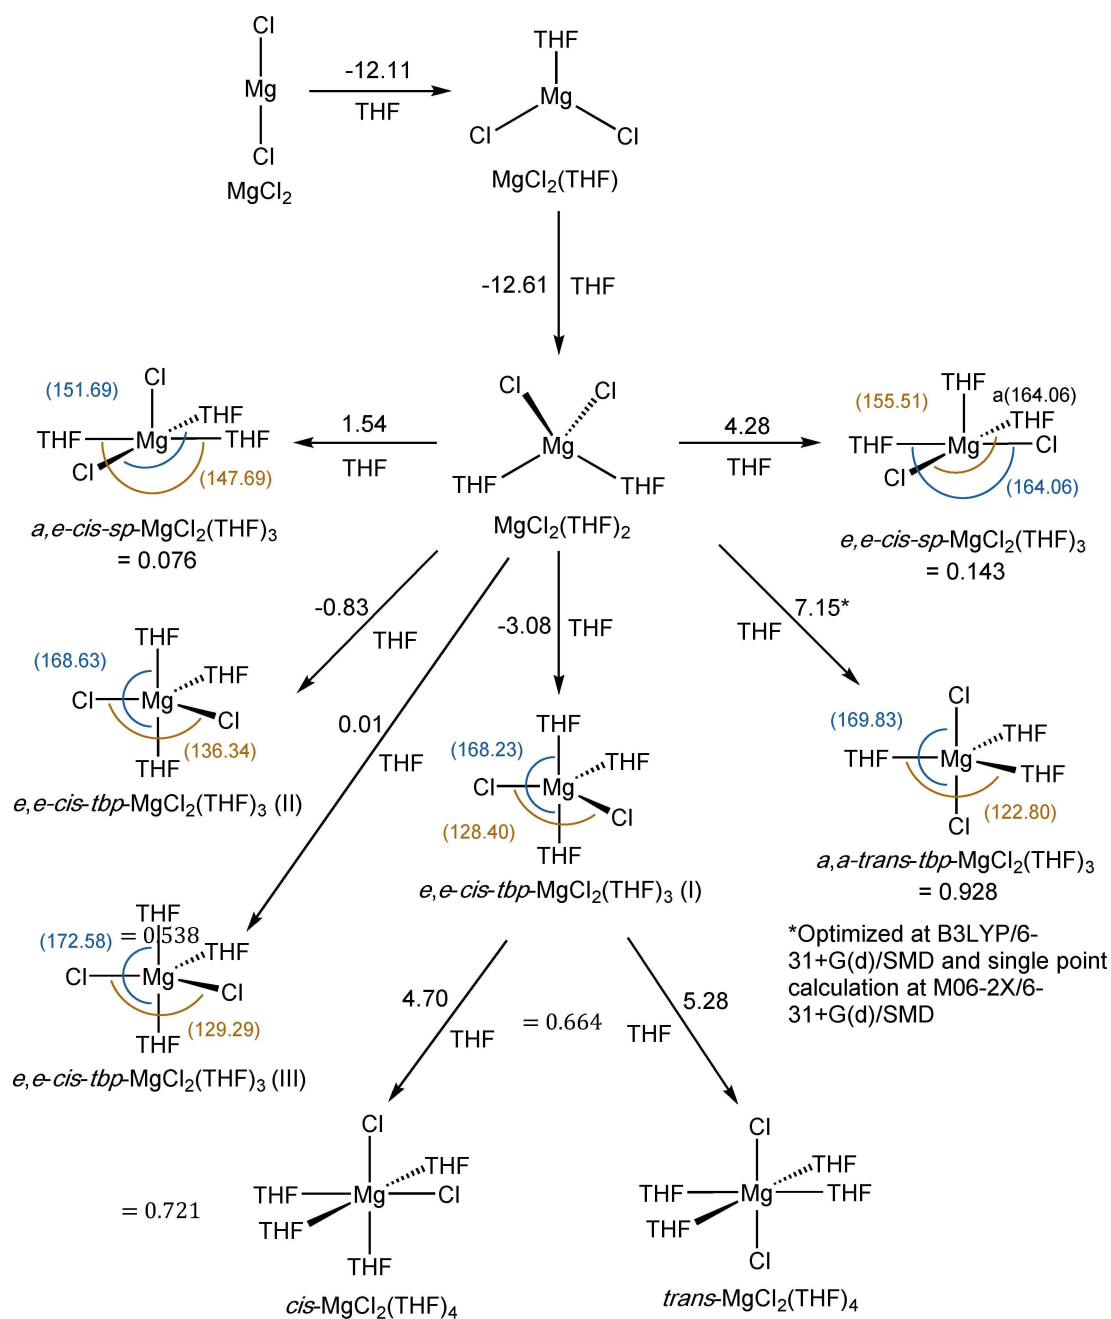 Cl
Mg
Cl
MgCl2
-12.11
THF
THF
Mg
Cl
Cl
MgCl2(THF)
-12.61
THF
(151.69)
Cl
THF
THF
Mg
THF
Cl
(147.69)
a,e-cis-sp-MgCl2(THF)3
= 0.076
1.54
THF
Cl
Cl
Mg
THF
THF
MgCl2(THF)2
4.28
THF
(155.51)
THF
a(164.06)
THF
THF
Mg
Cl
Cl
(164.06)
e,e-cis-sp-MgCl2(THF)3
= 0.143
-0.83
THF
0.01
THF
-3.08
THF
7.15*
THF
(168.63)
THF
THF
Cl
Mg
Cl
THF
(136.34)
e,e-cis-tbp-MgCl2(THF)3 (II)
(168.23)
THF
THF
Cl
Mg
Cl
(128.40)
THF
e,e-cis-tbp-MgCl2(THF)3 (I)
(169.83)
Cl
THF
THF
Mg
THF
Cl
(122.80)
a,a-trans-tbp-MgCl2(THF)3
= 0.928
*Optimized at B3LYP/6-
31+G(d)/SMD and single point
calculation at M06-2X/6-
31+G(d)/SMD
THF
(172.58)
= 0.538
THF
Cl
Mg
Cl
THF
(129.29)
e,e-cis-tbp-MgCl2(THF)3 (III)
4.70
THF
= 0.664
5.28
THF
Cl
THF
THF
Mg
Cl
THF
THF
= 0.721
cis-MgCl2(THF)4
Cl
THF
THF
Mg
THF
THF
Cl
trans-MgCl2(THF)4